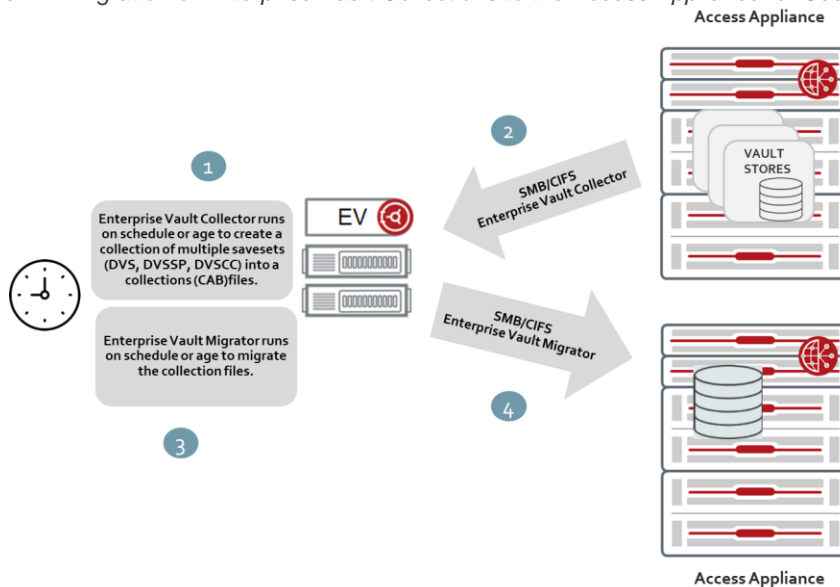 Access Appliance
1
2
VAULT
STORES
SMB/CIFS
Enterprise Vault Collector
EV
Enterprise Vault Collector runs
on schedule or age to create a
collection of multiple savesets
(DVS, DVSSP, DVSCC) into a
collections (CAB)files.
Enterprise Vault Migrator runs
on schedule or age to migrate
the collection files.
SMB/CIFS
Enterprise Vault Migrator
3
4
Access Appliance